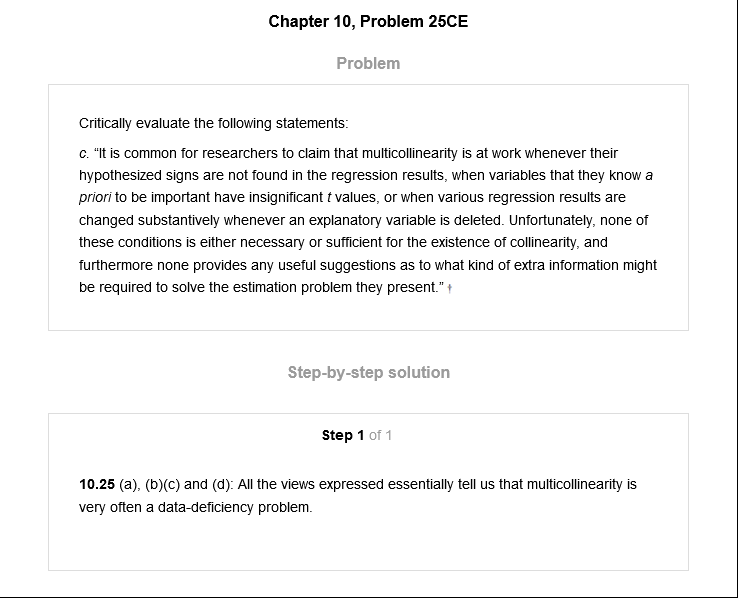 Chapter 10, Problem 25CE
Problem
Critically evaluate the following statements:
c. “It is common for researchers to claim that multicollinearity is at work whenever their
hypothesized signs are not found in the regression results, when variables that they know a
priori to be important have insignificant t values, or when various regression results are
changed substantively whenever an explanatory variable is deleted. Unfortunately, none of
these conditions is either necessary or sufficient for the existence of collinearity, and
furthermore none provides any useful suggestions as to what kind of extra information might
be required to solve the estimation problem they present.” †
Step-by-step solution
Step 1 of 1
10.25 (a), (b)(c) and (d): All the views expressed essentially tell us that multicollinearity is
very often a data-deficiency problem.